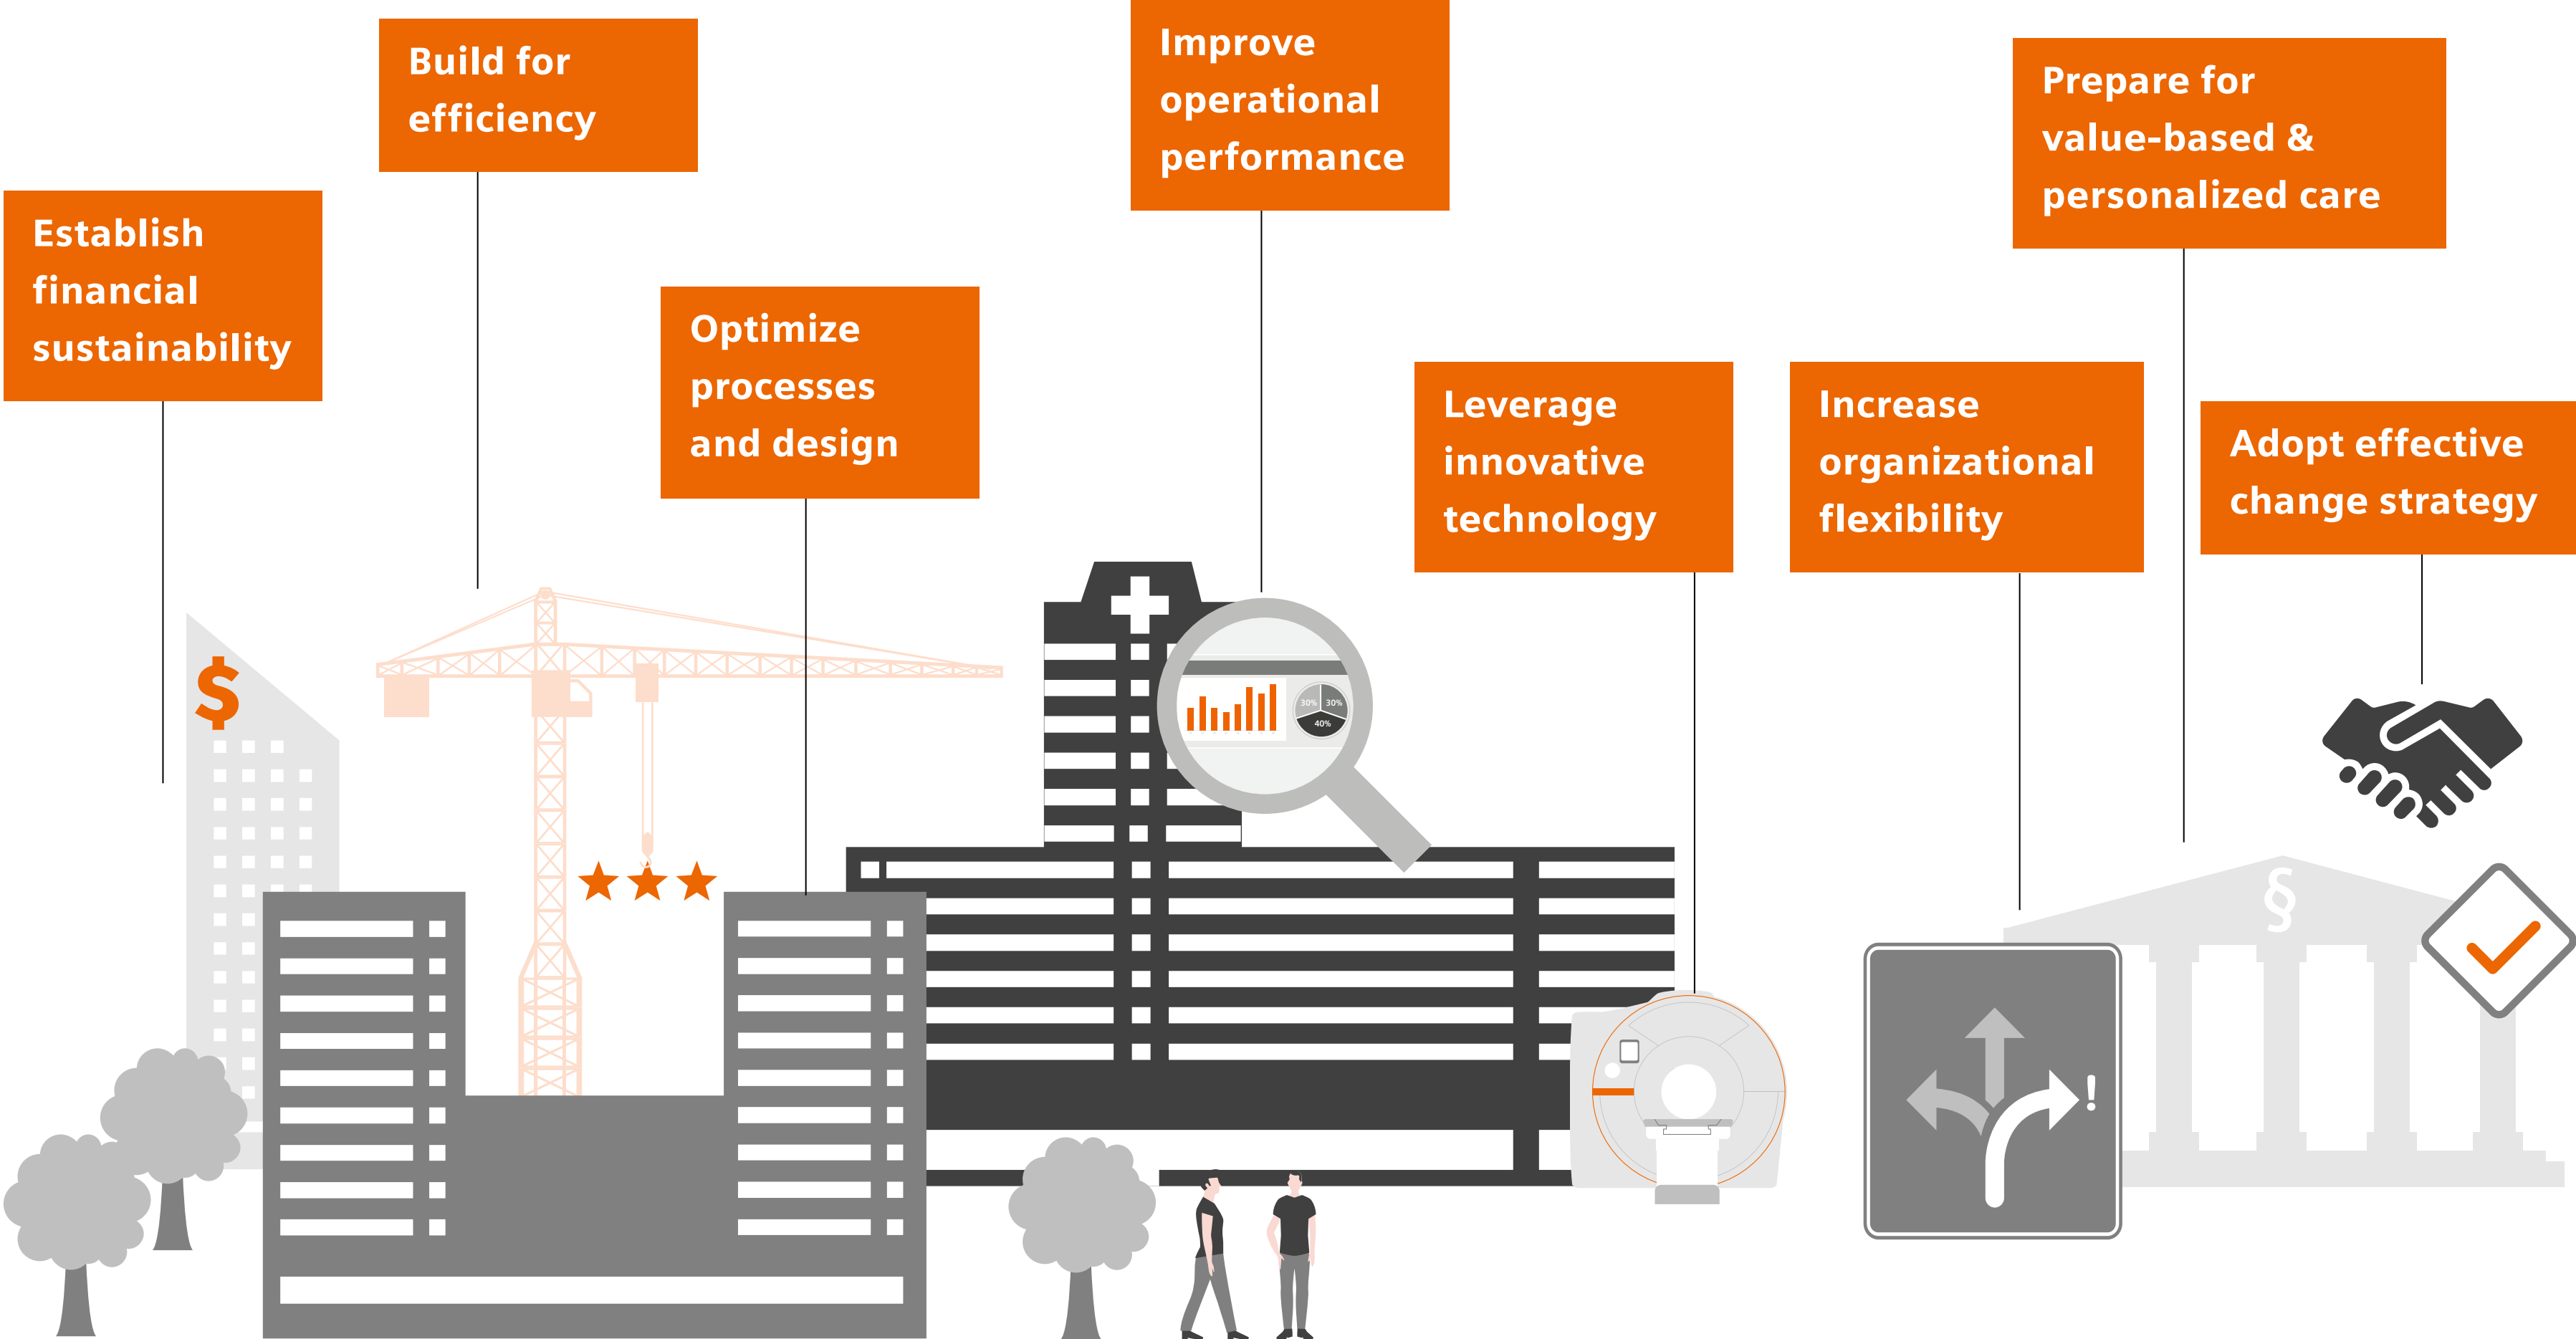 Build for
efficiency
Improve
operational
performance
Prepare for
value-based &
personalized care
Establish
financial
sustainability
Optimize
processes
and design
Leverage
innovative
technology
Increase
organizational
flexibility
Adopt effective
change strategy
$
30% 30%
40%
§
!